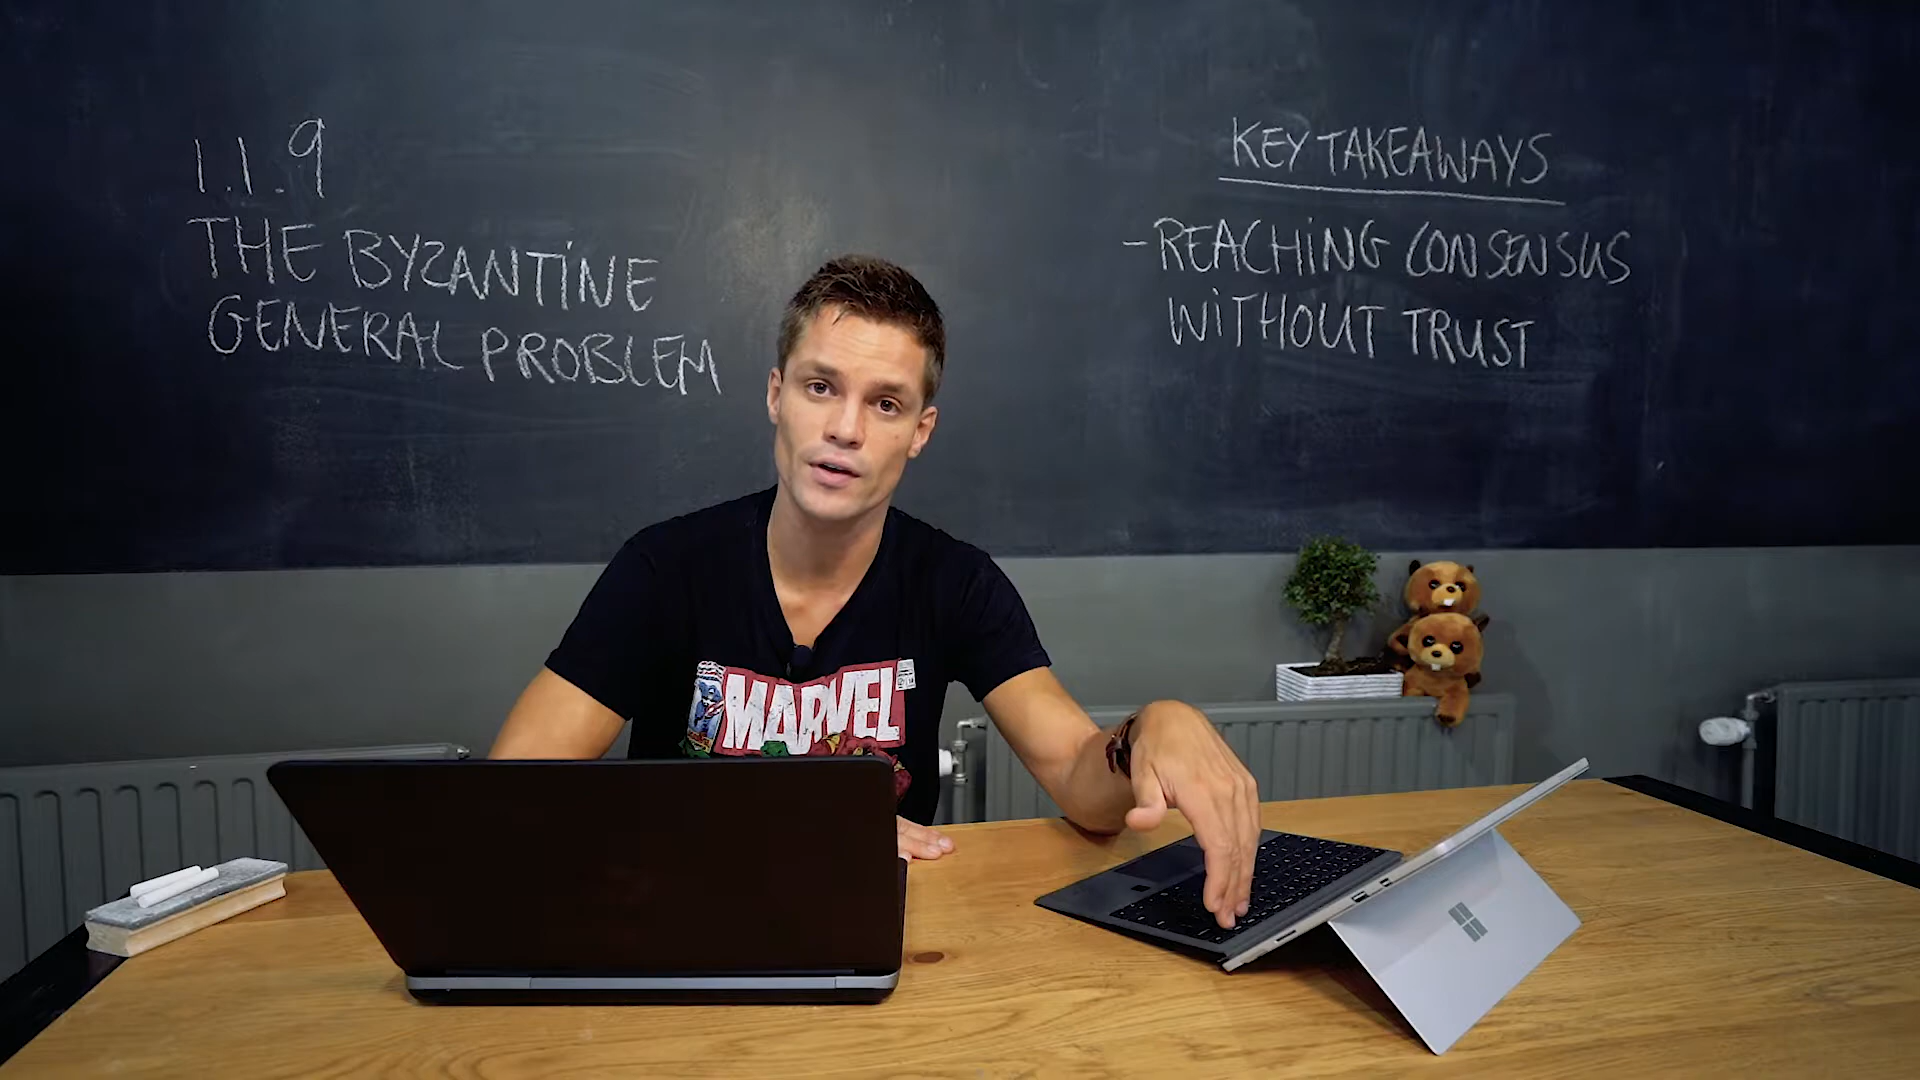 1.1.9
THE BYZANTINE
GENERAL PROBLEM
KEY TAKEAWAYS
- REACHING CONSENSUS
WITHOUT TRUST
MARVEL